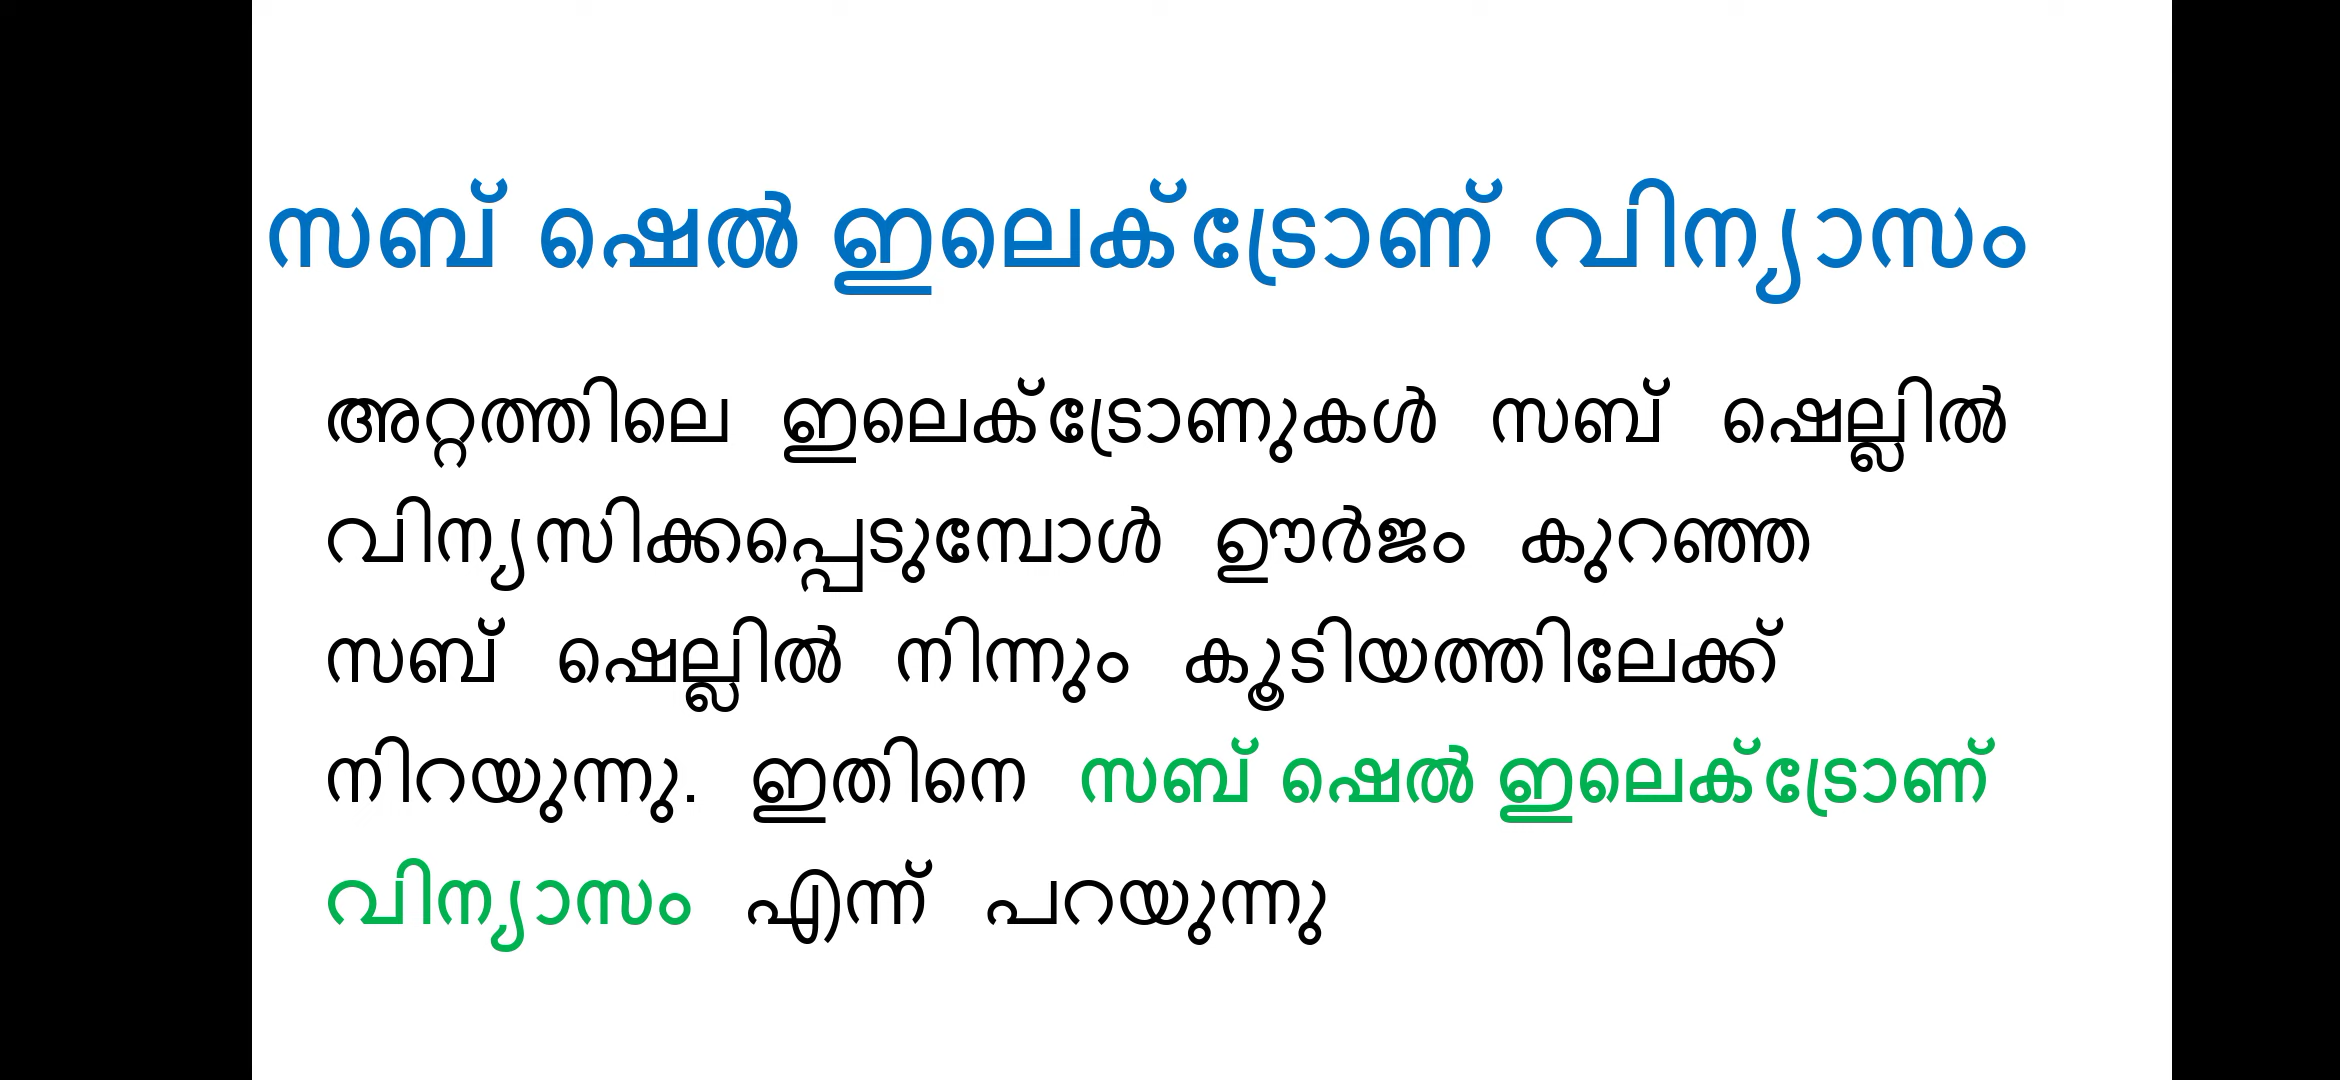 സബ് ഷെൽ ഇലെക്ട്രോണ് വിന്യാസം
അറ്റത്തിലെ ഇലെക്ട്രോണുകൾ സബ് ഷെല്ലിൽ
വിന്യസിക്കപ്പെടുമ്പോൾ ഊർജം കുറഞ്ഞ
സബ് ഷെല്ലിൽ നിന്നും കൂടിയത്തിലേക്ക്
നിറയുന്നു. ഇതിനെ സബ് ഷെൽ ഇലെക്ട്രോണ്
വിന്യാസം എന്ന് പറയുന്നു